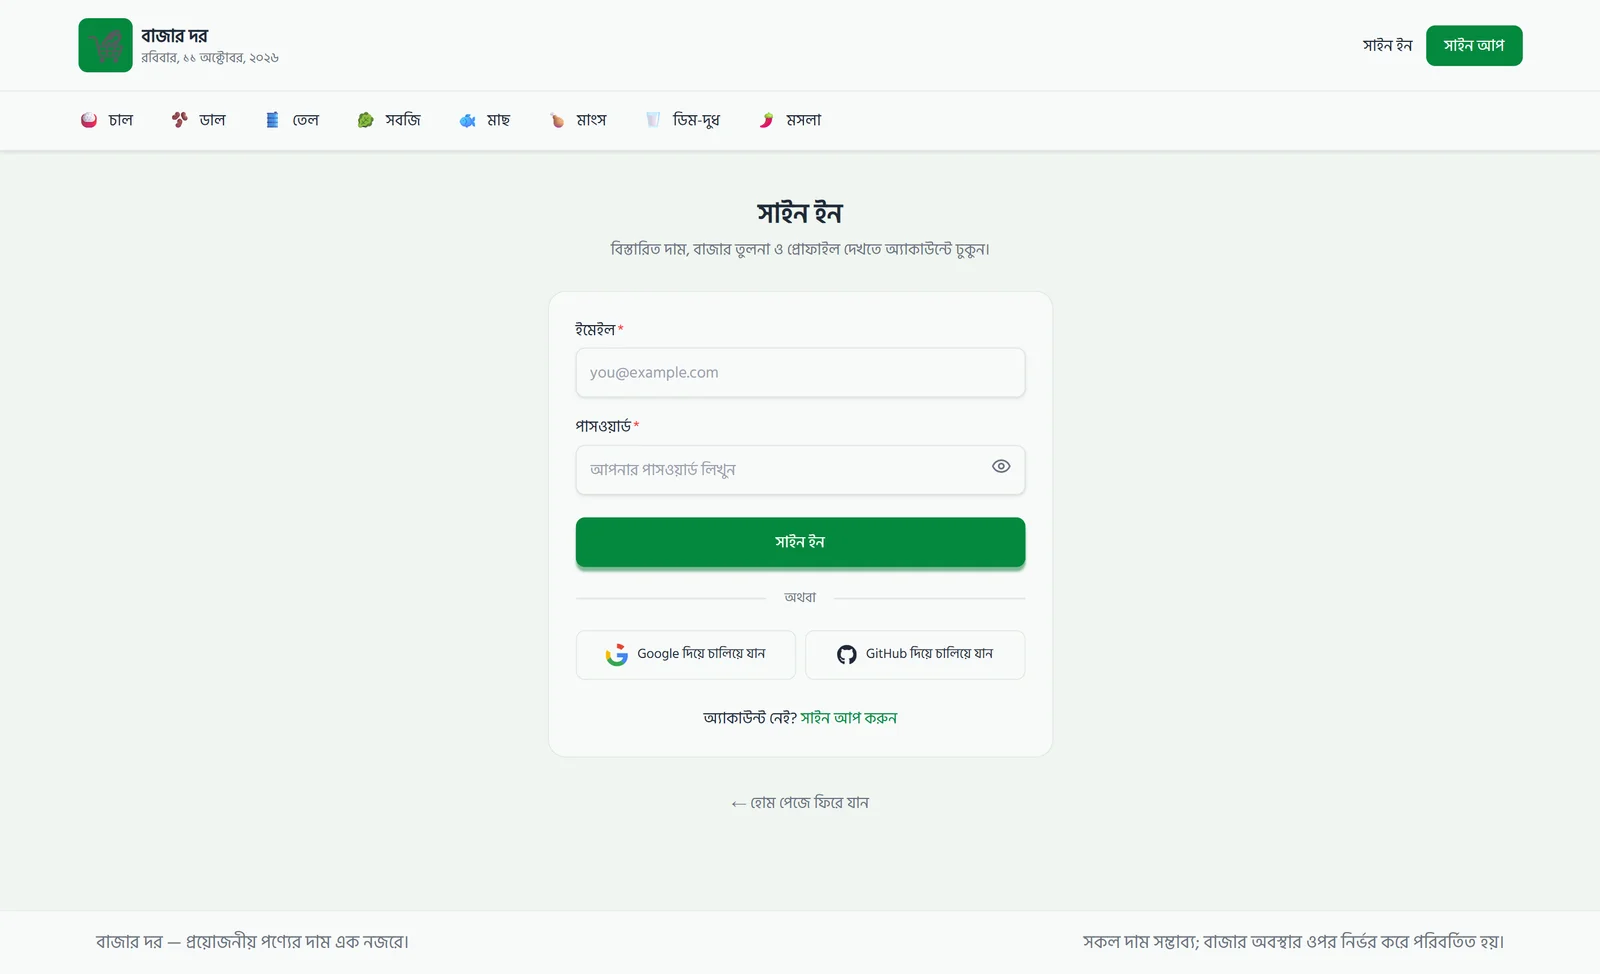 বাজার দর
রবিবার, ১১ অক্টোবর, ২০২৬
সাইন ইন
সাইন আপ
চাল
ডাল
তেল
সবজি
মাছ
মাংস
ডিম-দুধ
মসলা
সাইন ইন
বিস্তারিত দাম, বাজার তুলনা ও প্রোফাইল দেখতে অ্যাকাউন্টে ঢুকুন।
ইমেইল *
you@example.com
পাসওয়ার্ড *
আপনার পাসওয়ার্ড লিখুন
সাইন ইন
অথবা
Google দিয়ে চালিয়ে যান
GitHub দিয়ে চালিয়ে যান
অ্যাকাউন্ট নেই? সাইন আপ করুন
← হোম পেজে ফিরে যান
বাজার দর — প্রয়োজনীয় পণ্যের দাম এক নজরে।
সকল দাম সম্ভাব্য; বাজার অবস্থার ওপর নির্ভর করে পরিবর্তিত হয়।